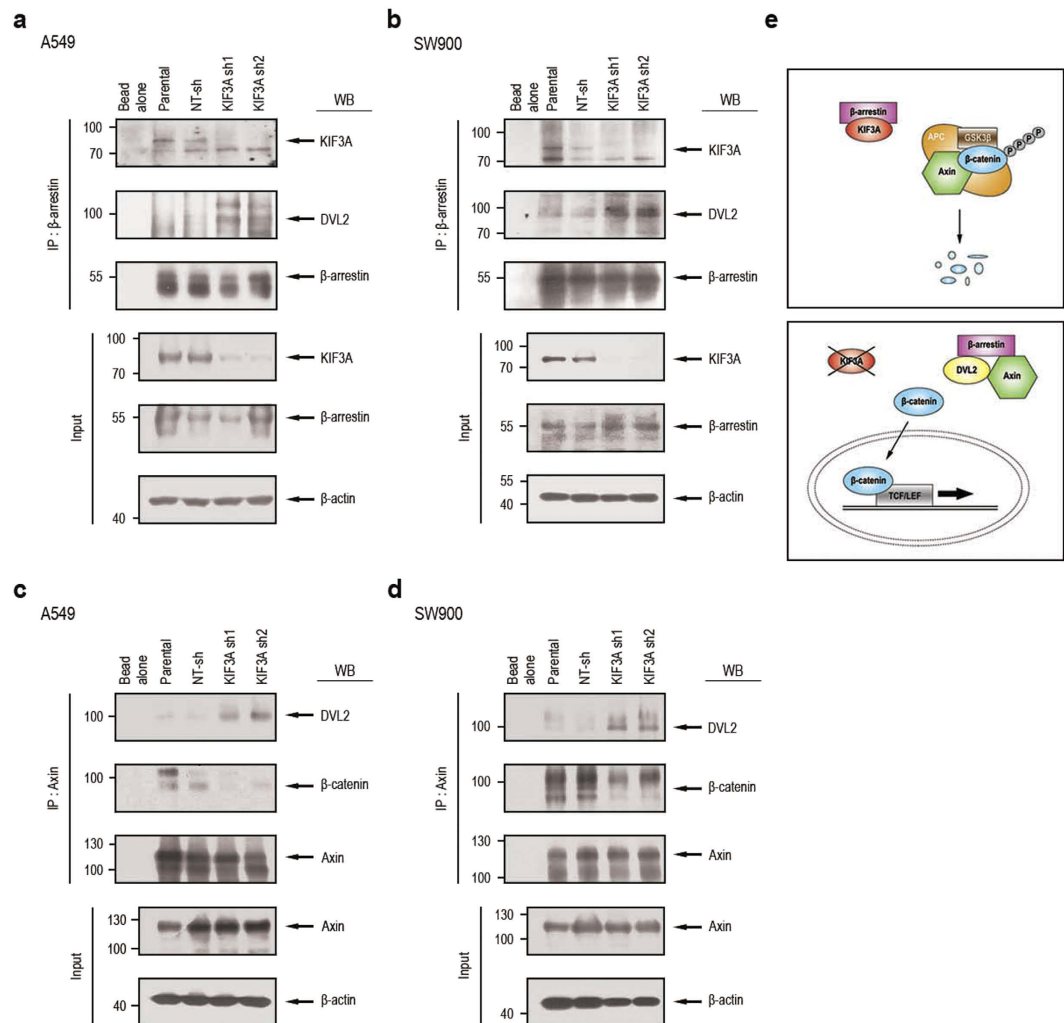 a
A549
Bead alone
Parental
NT-sh
KIF3A sh1
KIF3A sh2
WB
IP : β-arrestin
100
70
KIF3A
100
DVL2
55
β-arrestin
Input
100
70
KIF3A
55
β-arrestin
40
β-actin
b
SW900
Bead alone
Parental
NT-sh
KIF3A sh1
KIF3A sh2
WB
IP : β-arrestin
100
70
KIF3A
100
70
DVL2
55
β-arrestin
Input
100
70
KIF3A
55
β-arrestin
55
40
β-actin
e
β-arrestin
KIF3A
APC
GSK3β
β-catenin
Axin
P P P P
KIF3A
β-arrestin
DVL2
Axin
β-catenin
β-catenin
TCF/LEF
c
A549
Bead alone
Parental
NT-sh
KIF3A sh1
KIF3A sh2
WB
IP : Axin
100
DVL2
100
β-catenin
130
100
Axin
Input
130
100
Axin
40
β-actin
d
SW900
Bead alone
Parental
NT-sh
KIF3A sh1
KIF3A sh2
WB
IP : Axin
100
DVL2
100
β-catenin
130
100
Axin
Input
130
100
Axin
40
β-actin